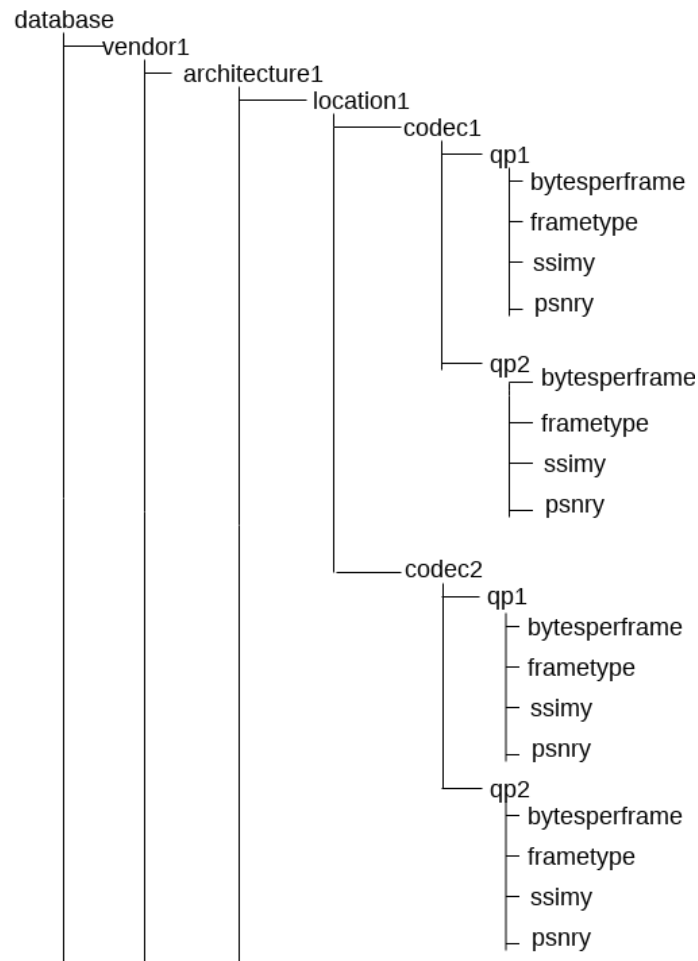 database
vendor1
architecture1
location1
codec1
qp1
bytesperframe
frametype
ssimy
psnry
qp2
bytesperframe
frametype
ssimy
psnry
codec2
qp1
bytesperframe
frametype
ssimy
psnry
qp2
bytesperframe
frametype
ssimy
psnry